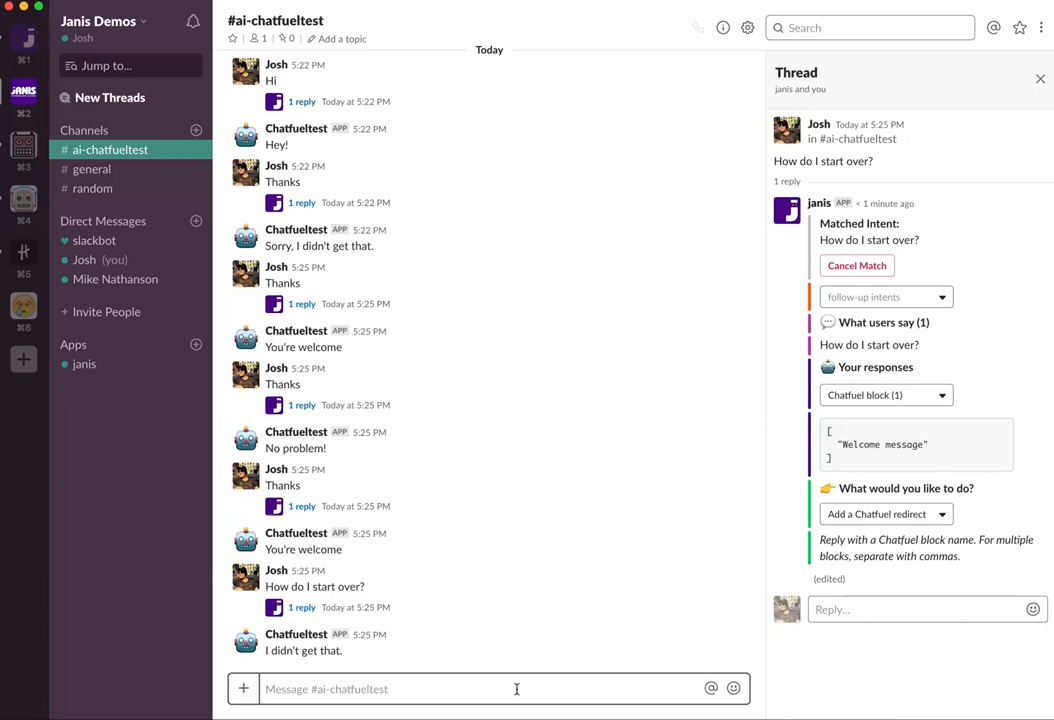 ⌘1
JANIS
⌘2
⌘3
⌘4
⌘5
⌘6
Janis Demos
Josh
Jump to...
New Threads
Channels
# ai-chatfueltest
# general
# random
Direct Messages
slackbot
Josh (you)
Mike Nathanson
+ Invite People
Apps
janis
#ai-chatfueltest
1
0
Add a topic
Search
Today
Josh 5:22 PM
Hi
1 reply Today at 5:22 PM
Chatfueltest APP 5:22 PM
Hey!
Josh 5:22 PM
Thanks
1 reply Today at 5:22 PM
Chatfueltest APP 5:22 PM
Sorry, I didn't get that.
Josh 5:25 PM
Thanks
1 reply Today at 5:25 PM
Chatfueltest APP 5:25 PM
You're welcome
Josh 5:25 PM
Thanks
1 reply Today at 5:25 PM
Chatfueltest APP 5:25 PM
No problem!
Josh 5:25 PM
Thanks
1 reply Today at 5:25 PM
Chatfueltest APP 5:25 PM
You're welcome
Josh 5:25 PM
How do I start over?
1 reply Today at 5:25 PM
Chatfueltest APP 5:25 PM
I didn't get that.
Message #ai-chatfueltest
Thread
janis and you
Josh Today at 5:25 PM
in #ai-chatfueltest
How do I start over?
1 reply
janis APP < 1 minute ago
Matched Intent:
How do I start over?
Cancel Match
follow-up intents
What users say (1)
How do I start over?
Your responses
Chatfuel block (1)
[
"Welcome message"
]
What would you like to do?
Add a Chatfuel redirect
Reply with a Chatfuel block name. For multiple
blocks, separate with commas.
(edited)
Reply...